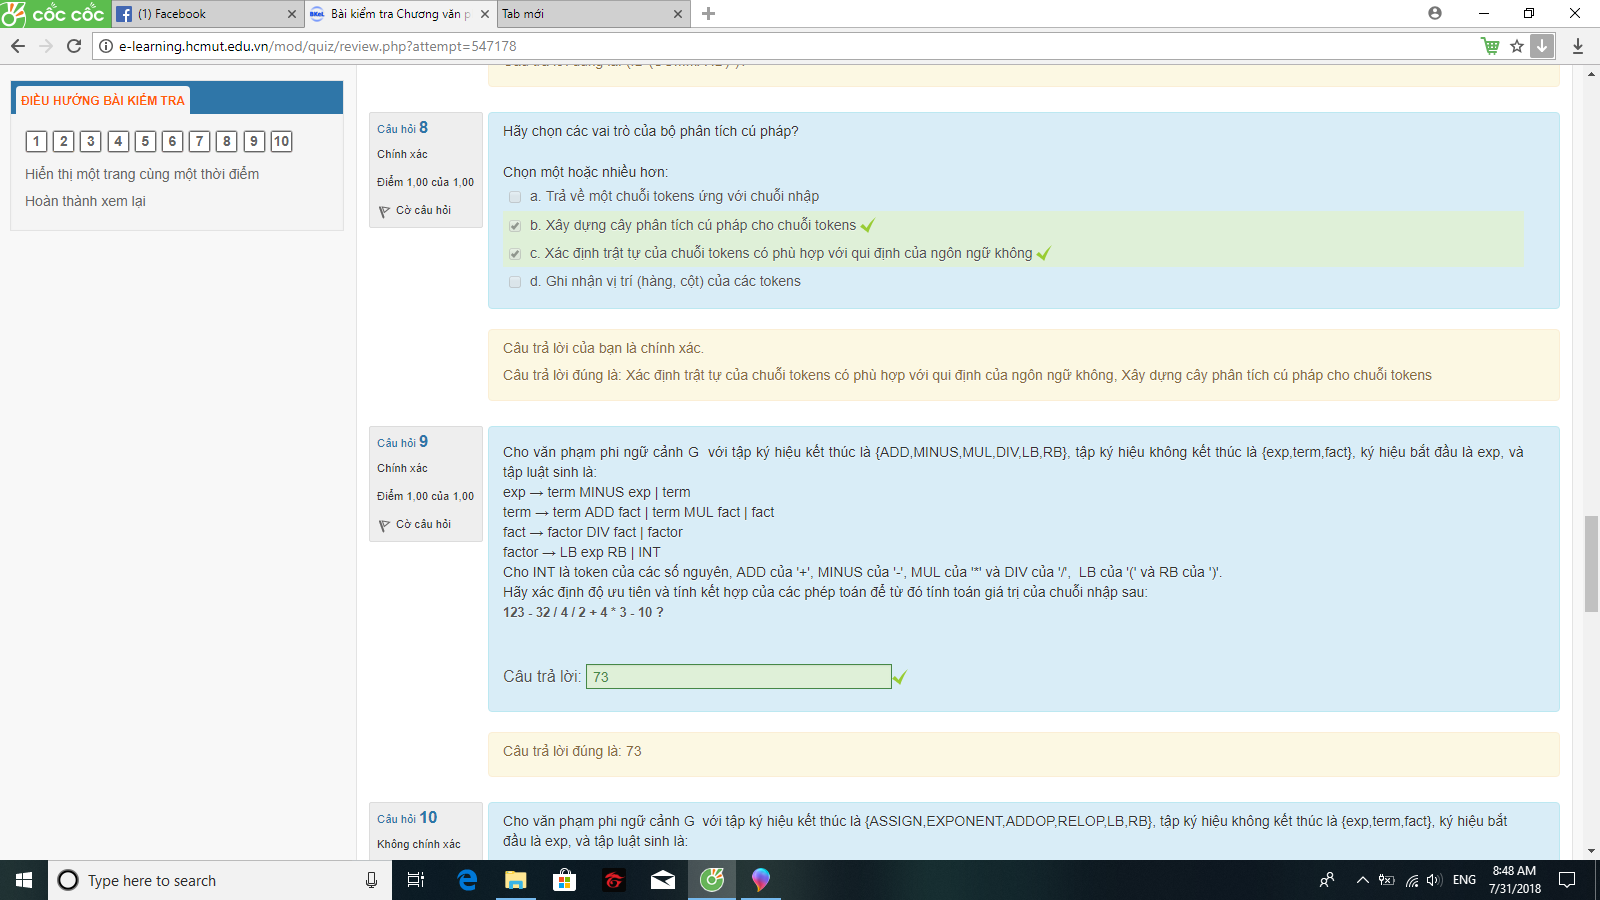 cốc cốc
(1) Facebook
Bài kiểm tra Chương văn p
Tab mới
e-learning.hcmut.edu.vn/mod/quiz/review.php?attempt=547178
ĐIỀU HƯỚNG BÀI KIỂM TRA
1 2 3 4 5 6 7 8 9 10
Hiển thị một trang cùng một thời điểm
Hoàn thành xem lại
Câu hỏi 8
Chính xác
Điểm 1,00 của 1,00
Cờ câu hỏi
Hãy chọn các vai trò của bộ phân tích cú pháp?
Chọn một hoặc nhiều hơn:
a. Trả về một chuỗi tokens ứng với chuỗi nhập
b. Xây dựng cây phân tích cú pháp cho chuỗi tokens
c. Xác định trật tự của chuỗi tokens có phù hợp với qui định của ngôn ngữ không
d. Ghi nhận vị trí (hàng, cột) của các tokens
Câu trả lời của bạn là chính xác.
Câu trả lời đúng là: Xác định trật tự của chuỗi tokens có phù hợp với qui định của ngôn ngữ không, Xây dựng cây phân tích cú pháp cho chuỗi tokens
Câu hỏi 9
Chính xác
Điểm 1,00 của 1,00
Cờ câu hỏi
Cho văn phạm phi ngữ cảnh G với tập ký hiệu kết thúc là {ADD,MINUS,MUL,DIV,LB,RB}, tập ký hiệu không kết thúc là {exp,term,fact}, ký hiệu bắt đầu là exp, và
tập luật sinh là:
exp → term MINUS exp | term
term → term ADD fact | term MUL fact | fact
fact → factor DIV fact | factor
factor → LB exp RB | INT
Cho INT là token của các số nguyên, ADD của '+', MINUS của '-', MUL của '*' và DIV của '/', LB của '(' và RB của ')'.
Hãy xác định độ ưu tiên và tính kết hợp của các phép toán để từ đó tính toán giá trị của chuỗi nhập sau:
123 - 32 / 4 / 2 + 4 * 3 - 10 ?
Câu trả lời: 73
Câu trả lời đúng là: 73
Câu hỏi 10
Không chính xác
Cho văn phạm phi ngữ cảnh G với tập ký hiệu kết thúc là {ASSIGN,EXPONENT,ADDOP,RELOP,LB,RB}, tập ký hiệu không kết thúc là {exp,term,fact}, ký hiệu bắt
đầu là exp, và tập luật sinh là:
Type here to search
ENG
8:48 AM
7/31/2018